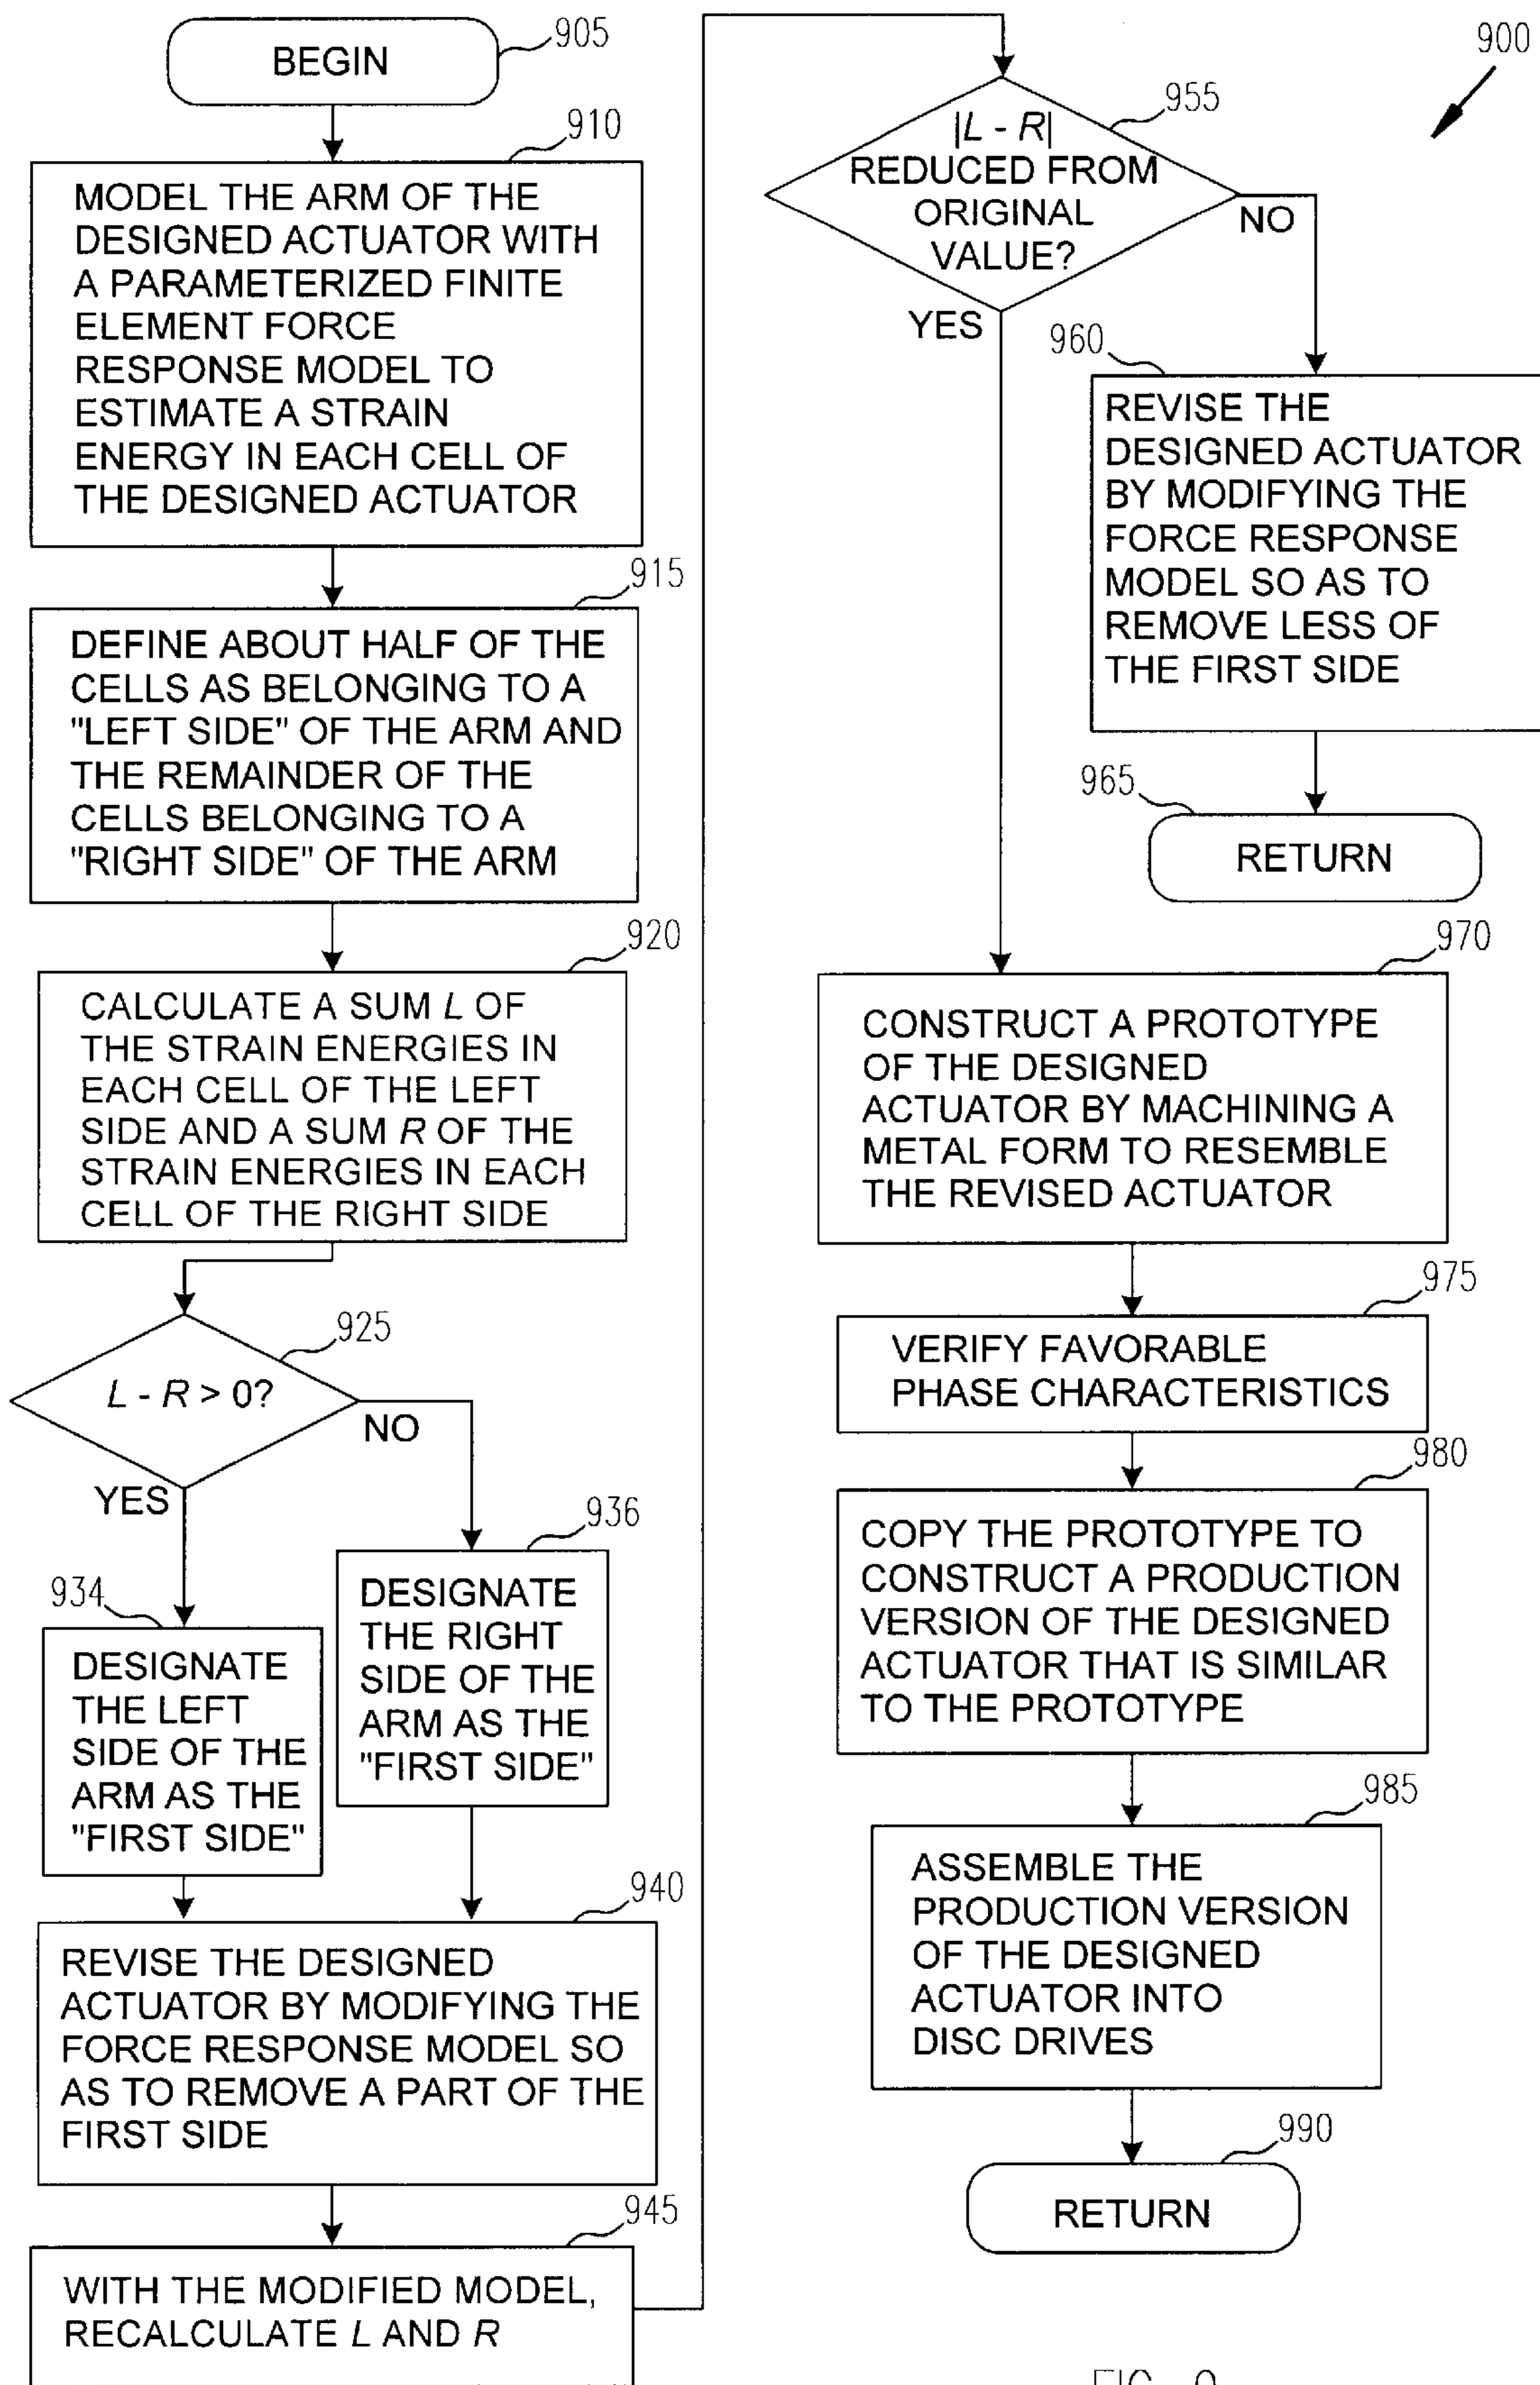 905
BEGIN
910
MODEL THE ARM OF THE
DESIGNED ACTUATOR WITH
A PARAMETERIZED FINITE
ELEMENT FORCE
RESPONSE MODEL TO
ESTIMATE A STRAIN
ENERGY IN EACH CELL OF
THE DESIGNED ACTUATOR
915
DEFINE ABOUT HALF OF THE
CELLS AS BELONGING TO A
"LEFT SIDE" OF THE ARM AND
THE REMAINDER OF THE
CELLS BELONGING TO A
"RIGHT SIDE" OF THE ARM
920
CALCULATE A SUM L OF
THE STRAIN ENERGIES IN
EACH CELL OF THE LEFT
SIDE AND A SUM R OF THE
STRAIN ENERGIES IN EACH
CELL OF THE RIGHT SIDE
925
L - R > 0?
NO
YES
934
DESIGNATE
THE LEFT
SIDE OF THE
ARM AS THE
"FIRST SIDE"
936
DESIGNATE
THE RIGHT
SIDE OF THE
ARM AS THE
"FIRST SIDE"
940
REVISE THE DESIGNED
ACTUATOR BY MODIFYING THE
FORCE RESPONSE MODEL SO
AS TO REMOVE A PART OF THE
FIRST SIDE
945
WITH THE MODIFIED MODEL,
RECALCULATE L AND R
900
955
|L - R|
REDUCED FROM
ORIGINAL
VALUE?
NO
YES
960
REVISE THE
DESIGNED ACTUATOR
BY MODIFYING THE
FORCE RESPONSE
MODEL SO AS TO
REMOVE LESS OF
THE FIRST SIDE
965
RETURN
970
CONSTRUCT A PROTOTYPE
OF THE DESIGNED
ACTUATOR BY MACHINING A
METAL FORM TO RESEMBLE
THE REVISED ACTUATOR
975
VERIFY FAVORABLE
PHASE CHARACTERISTICS
980
COPY THE PROTOTYPE TO
CONSTRUCT A PRODUCTION
VERSION OF THE DESIGNED
ACTUATOR THAT IS SIMILAR
TO THE PROTOTYPE
985
ASSEMBLE THE
PRODUCTION VERSION
OF THE DESIGNED
ACTUATOR INTO
DISC DRIVES
990
RETURN